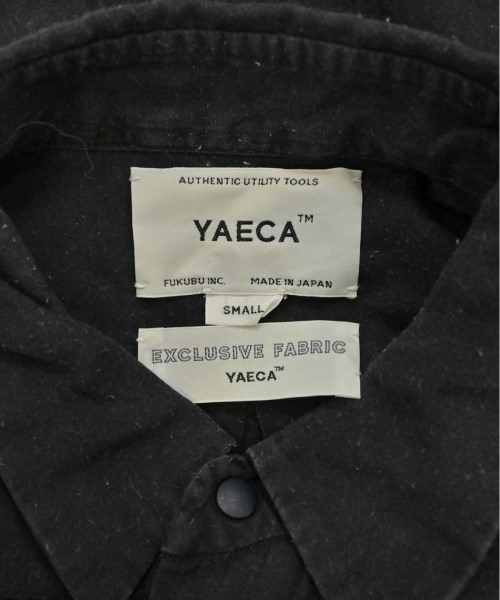 AUTHENTIC UTILITY TOOLS
YAECA™
FUKUBU INC. MADE IN JAPAN
SMALL
EXCLUSIVE FABRIC
YAECA™